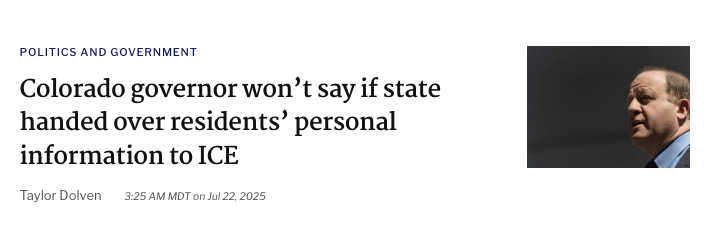 POLITICS AND GOVERNMENT
Colorado governor won’t say if state
handed over residents’ personal
information to ICE
Taylor Dolven 3:25 AM MDT on Jul 22, 2025